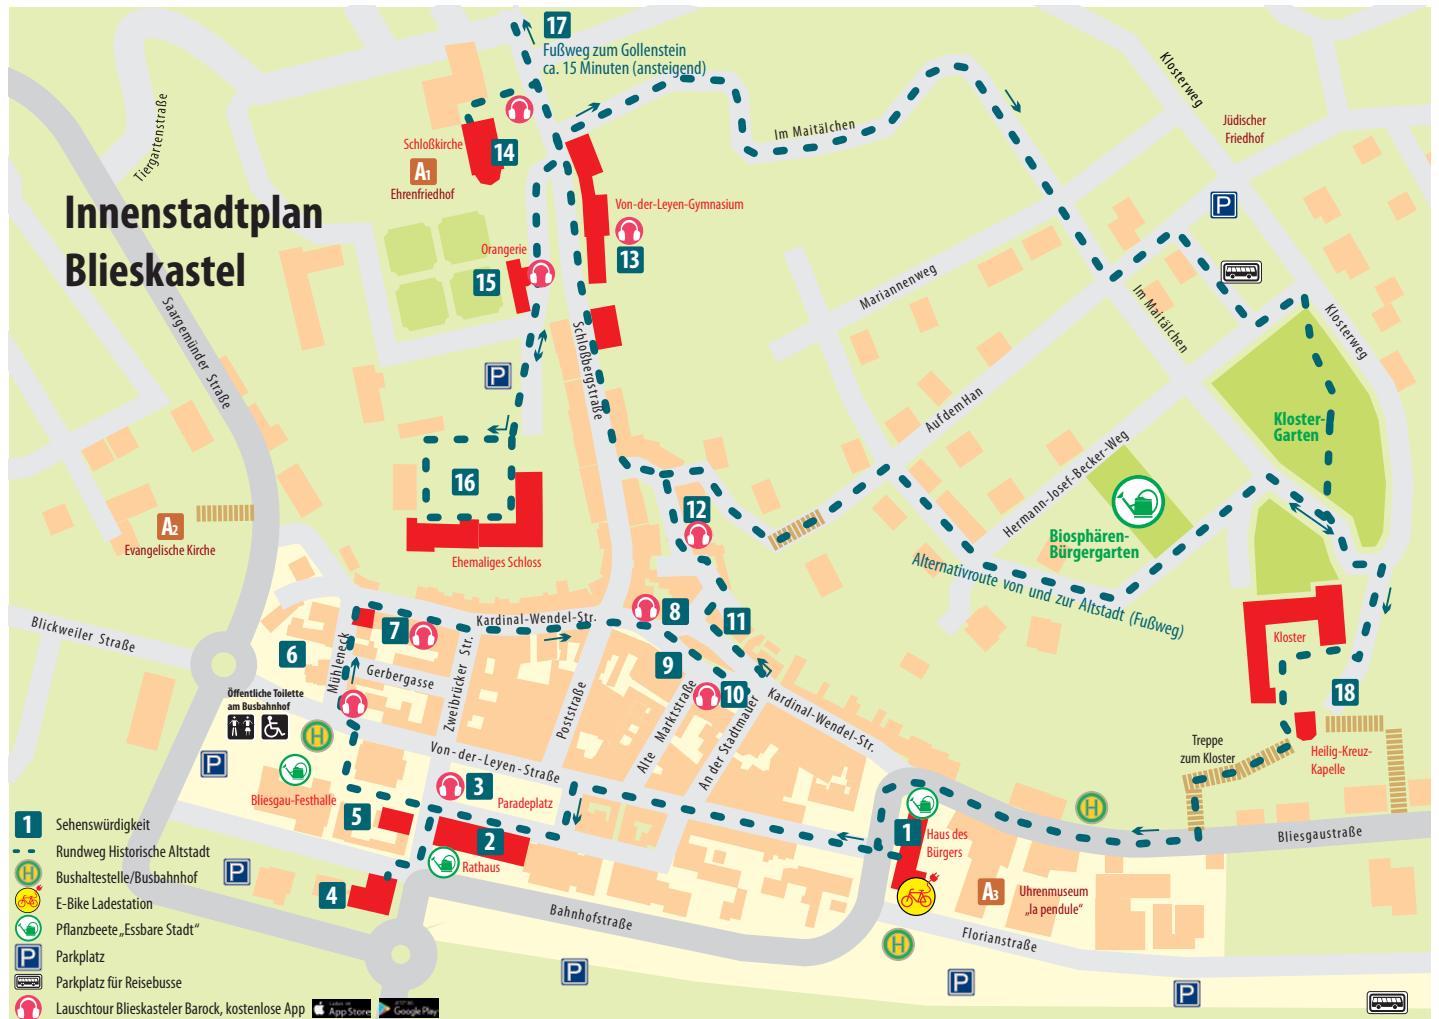 17
Fußweg zum Gollenstein
ca. 15 Minuten (ansteigend)
Klosterweg
Tiergartenstraße
Im Maitälchen
Jüdischer
Friedhof
Schloßkirche
14
A1
Ehrenfriedhof
P
Innenstadtplan
Blieskastel
Von-der-Leyen-Gymnasium
13
Orangerie
15
Mariannenweg
Im Maitälchen
Klosterweg
Saargemünder Straße
Schloßbergstraße
P
Auf dem Han
Kloster-
Garten
Hermann-Josef-Becker-Weg
16
12
A2
Evangelische Kirche
Biosphären-
Bürgergarten
Ehemaliges Schloss
Alternativroute von und zur Altstadt (Fußweg)
Blickweiler Straße
7
Kardinal-Wendel-Str.
8
11
Kloster
6
Mühleneck
Gerbergasse
Zweibrücker Str.
9
10
18
Öffentliche Toilette
am Busbahnhof
Poststraße
Alte Marktstraße
An der Stadtmauer
Kardinal-Wendel-Str.
H
Treppe
zum Kloster
Heilig-Kreuz-
Kapelle
P
Von-der-Leyen-Straße
Bliesgau-Festhalle
3
Paradeplatz
H
5
2
1
Haus des
Bürgers
Bliesgaustraße
Rathaus
P
4
A3
Uhrenmuseum
„la pendule“
Bahnhofstraße
H
Florianstraße
P
P
P
1
Sehenswürdigkeit
Rundweg Historische Altstadt
H
Bushaltestelle/Busbahnhof
E-Bike Ladestation
Pflanzbeete „Essbare Stadt“
P
Parkplatz
Parkplatz für Reisebusse
Lauschtour Blieskasteler Barock, kostenlose App
App Store
Google Play